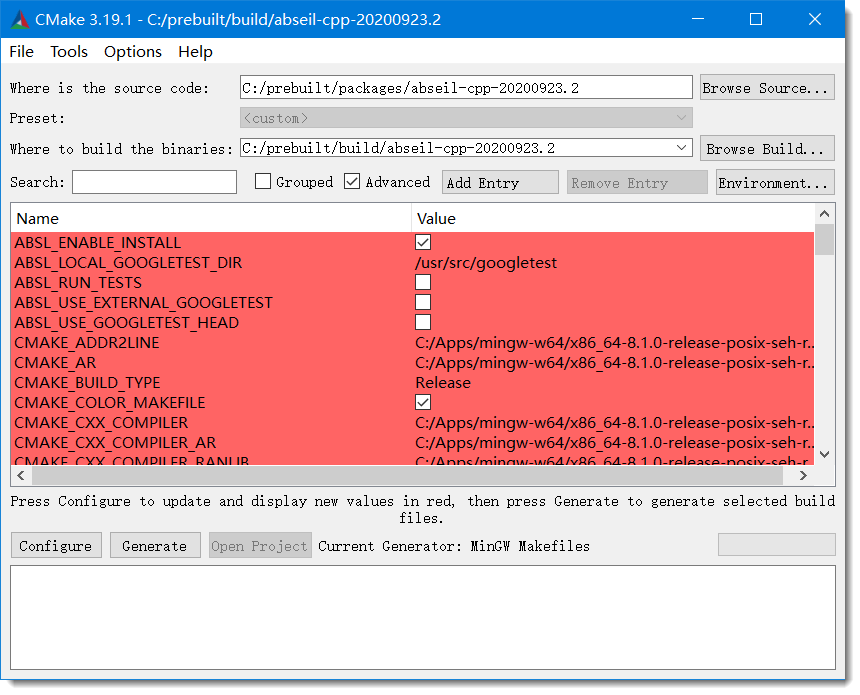 CMake 3.19.1 - C:/prebuilt/build/abseil-cpp-20200923.2
File Tools Options Help
Where is the source code: C:/prebuilt/packages/abseil-cpp-20200923.2 Browse Source...
Preset: <custom>
Where to build the binaries: C:/prebuilt/build/abseil-cpp-20200923.2 Browse Build...
Search: Grouped Advanced Add Entry Remove Entry Environment...
Name Value
ABSL_ENABLE_INSTALL
ABSL_LOCAL_GOOGLETEST_DIR /usr/src/googletest
ABSL_RUN_TESTS
ABSL_USE_EXTERNAL_GOOGLETEST
ABSL_USE_GOOGLETEST_HEAD
CMAKE_ADDR2LINE C:/Apps/mingw-w64/x86_64-8.1.0-release-posix-seh-r...
CMAKE_AR C:/Apps/mingw-w64/x86_64-8.1.0-release-posix-seh-r...
CMAKE_BUILD_TYPE Release
CMAKE_COLOR_MAKEFILE
CMAKE_CXX_COMPILER C:/Apps/mingw-w64/x86_64-8.1.0-release-posix-seh-r...
CMAKE_CXX_COMPILER_AR C:/Apps/mingw-w64/x86_64-8.1.0-release-posix-seh-r...
CMAKE_CXX_COMPILER_RANLIB C:/Apps/mingw-w64/x86_64-8.1.0-release-posix-seh-r...
Press Configure to update and display new values in red, then press Generate to generate selected build
files.
Configure Generate Open Project Current Generator: MinGW Makefiles